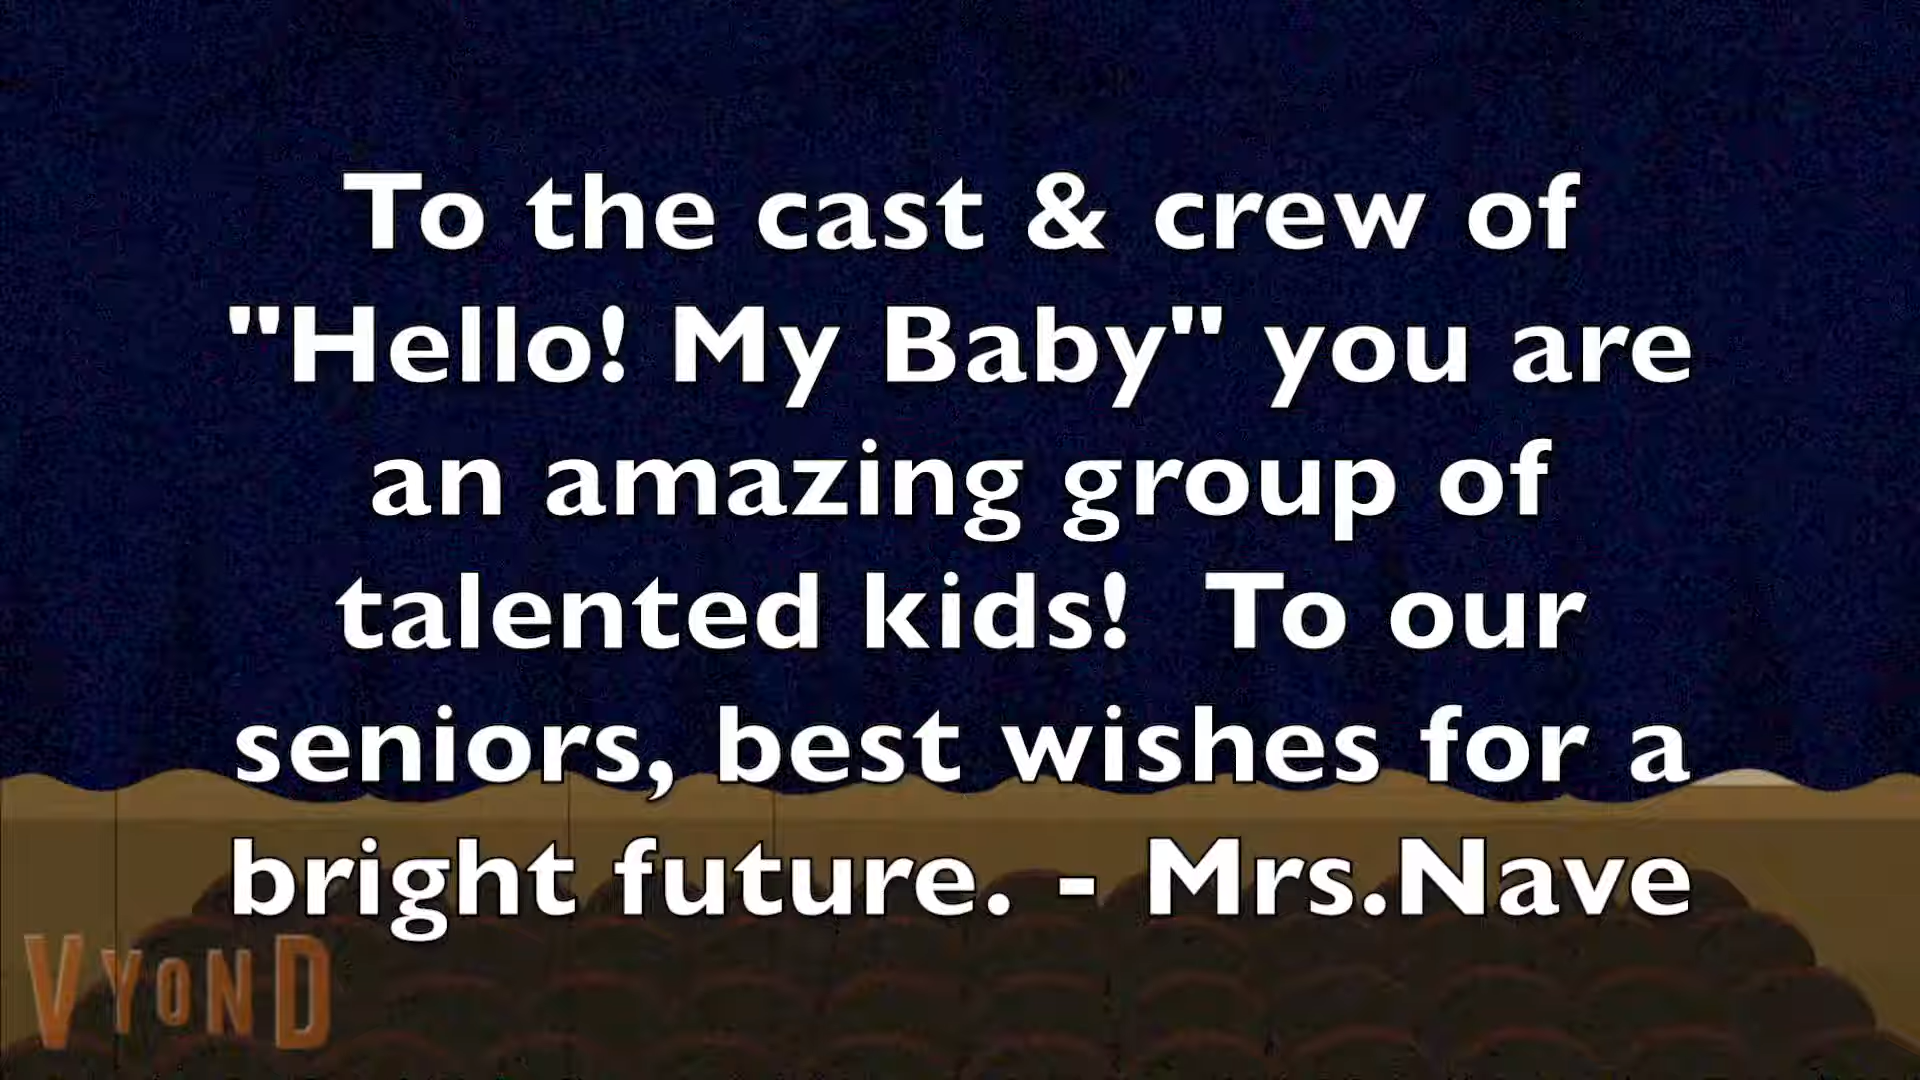 To the cast & crew of
"Hello! My Baby" you are
an amazing group of
talented kids!  To our
seniors, best wishes for a
bright future. - Mrs.Nave
VYOND